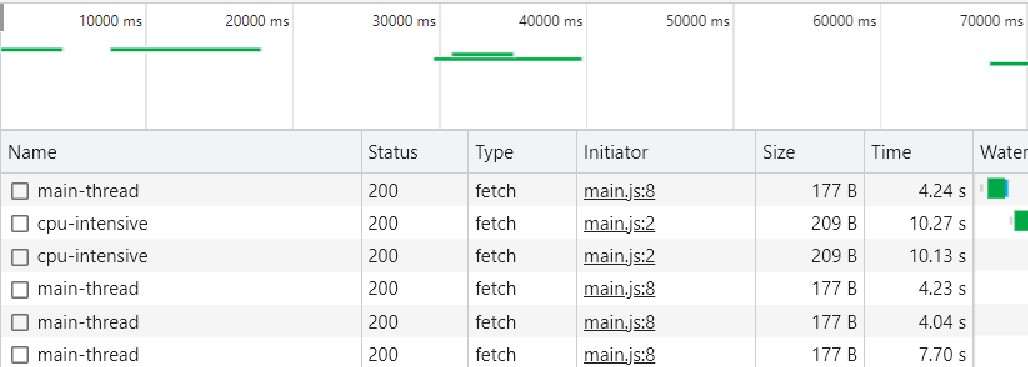 10000 ms 20000 ms 30000 ms 40000 ms 50000 ms 60000 ms 70000 ms
Name Status Type Initiator Size Time Water
main-thread 200 fetch main.js:8 177 B 4.24 s
cpu-intensive 200 fetch main.js:2 209 B 10.27 s
cpu-intensive 200 fetch main.js:2 209 B 10.13 s
main-thread 200 fetch main.js:8 177 B 4.23 s
main-thread 200 fetch main.js:8 177 B 4.04 s
main-thread 200 fetch main.js:8 177 B 7.70 s